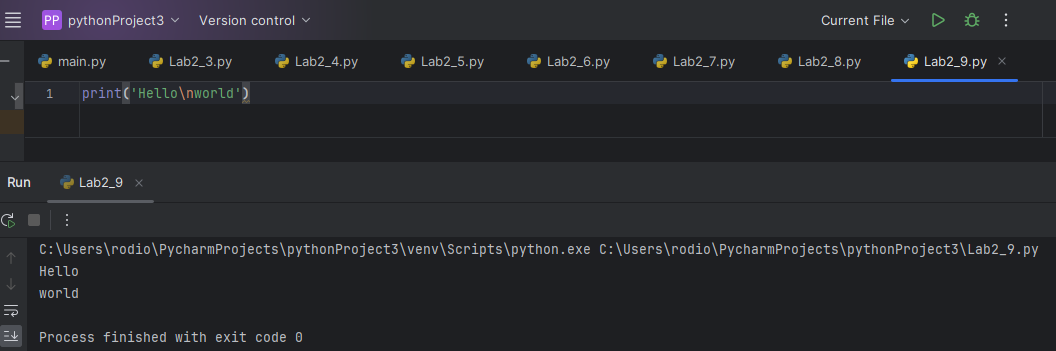 PP pythonProject3 Version control Current File
main.py Lab2_3.py Lab2_4.py Lab2_5.py Lab2_6.py Lab2_7.py Lab2_8.py Lab2_9.py
1 print('Hello\nworld')
Run Lab2_9
C:\Users\rodio\PycharmProjects\pythonProject3\venv\Scripts\python.exe C:\Users\rodio\PycharmProjects\pythonProject3\Lab2_9.py
Hello
world
Process finished with exit code 0